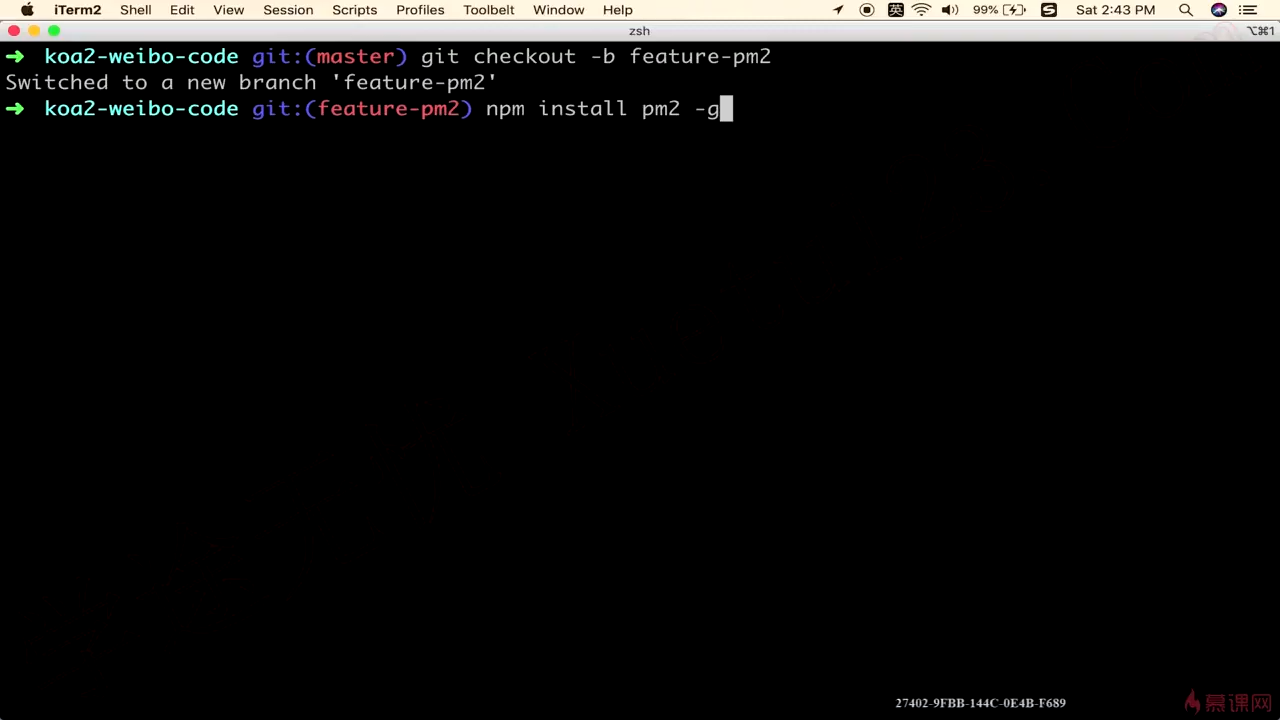 iTerm2 Shell Edit View Session Scripts Profiles Toolbelt Window Help 英 99% S Sat 2:43 PM
zsh ⌥⌘1
➜ koa2-weibo-code git:(master) git checkout -b feature-pm2
Switched to a new branch 'feature-pm2'
➜ koa2-weibo-code git:(feature-pm2) npm install pm2 -g
27402-9FBB-144C-0E4B-F689
慕课网